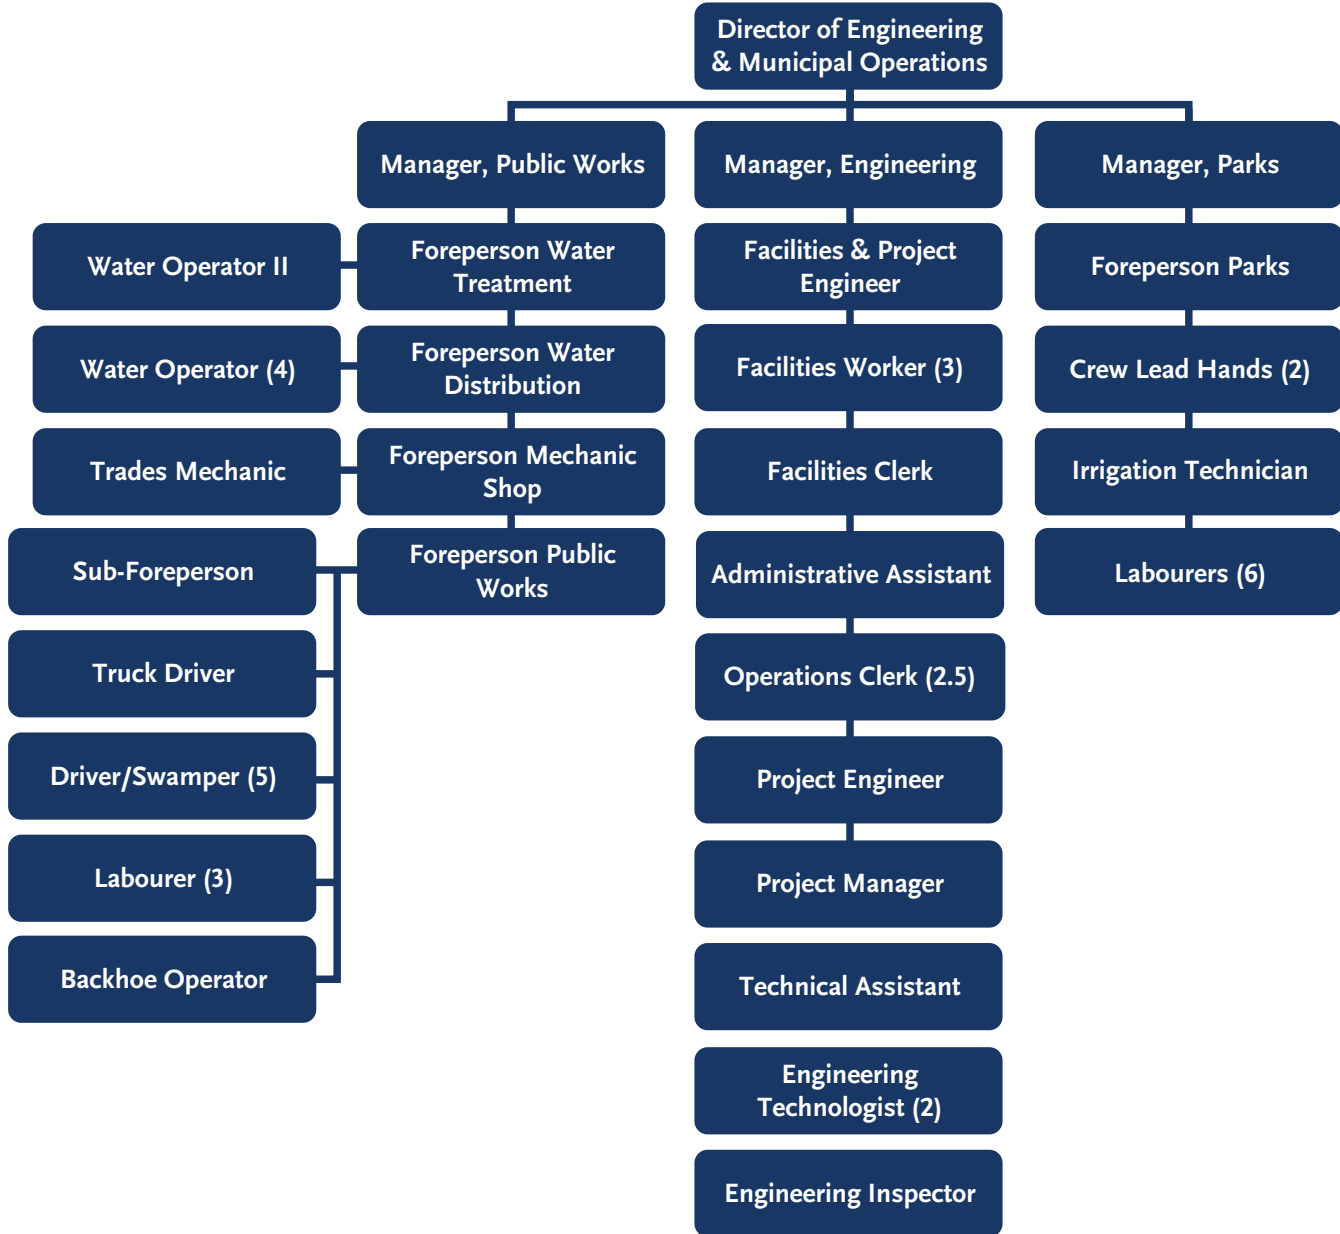 Director of Engineering
& Municipal Operations
Manager, Public Works
Manager, Engineering
Manager, Parks
Water Operator II
Foreperson Water
Treatment
Facilities & Project
Engineer
Foreperson Parks
Water Operator (4)
Foreperson Water
Distribution
Facilities Worker (3)
Crew Lead Hands (2)
Trades Mechanic
Foreperson Mechanic
Shop
Facilities Clerk
Irrigation Technician
Sub-Foreperson
Foreperson Public
Works
Administrative Assistant
Labourers (6)
Truck Driver
Operations Clerk (2.5)
Driver/Swamper (5)
Project Engineer
Labourer (3)
Project Manager
Backhoe Operator
Technical Assistant
Engineering
Technologist (2)
Engineering Inspector